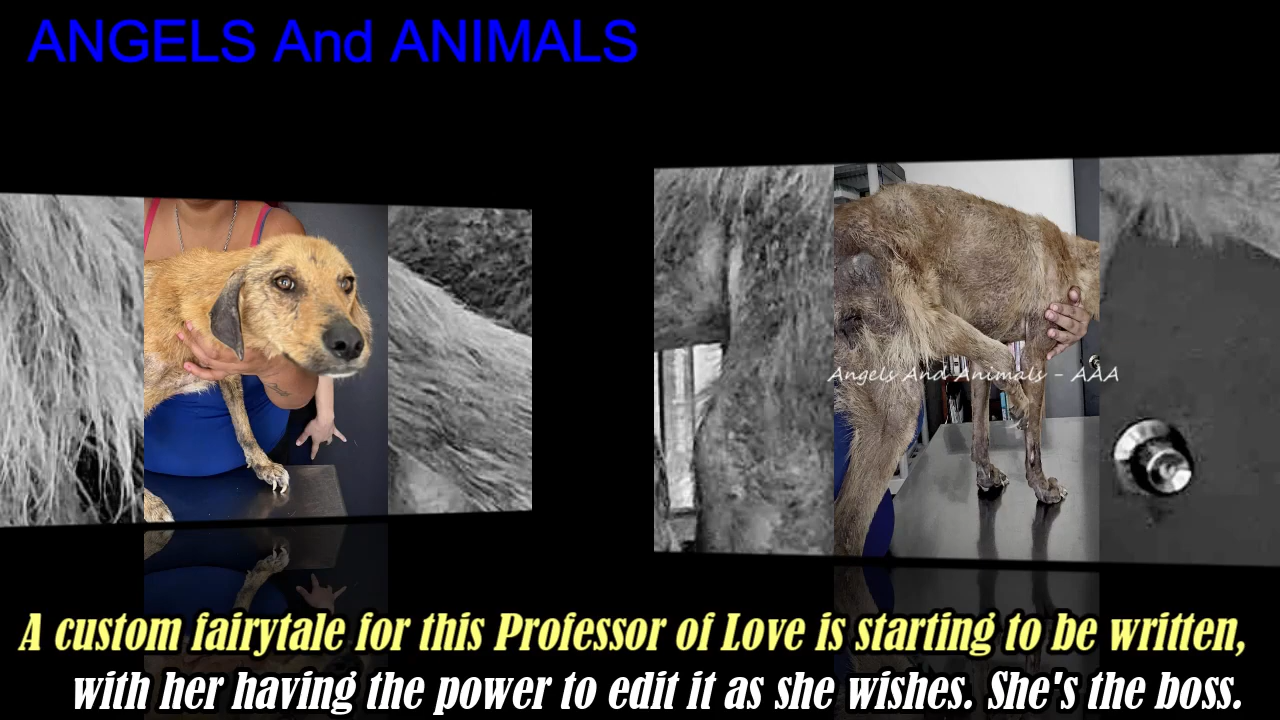 ANGELS And ANIMALS
Angels And Animals - AAA
A custom fairytale for this Professor of Love is starting to be written,
with her having the power to edit it as she wishes. She's the boss.